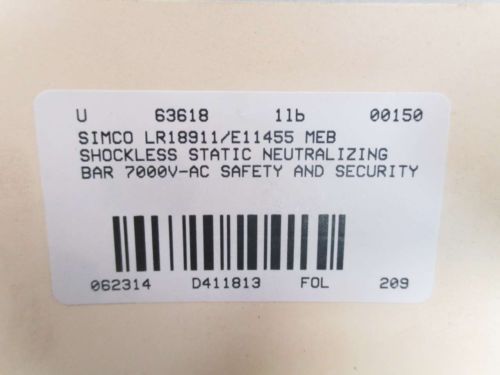 U 63618 1lb 00150
SIMCO LR18911/E11455 MEB
SHOCKLESS STATIC NEUTRALIZING
BAR 7000V-AC SAFETY AND SECURITY
062314 D411813 FOL 209